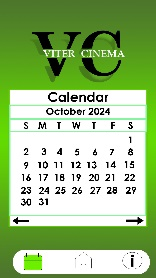 VC
VITER CINEMA
Calendar
October 2024
S M T W T F S
1
2 3 4 5 6 7 8
9 10 11 12 13 14 15
16 17 18 19 20 21 22
23 24 25 26 27 28 29
30 31
i